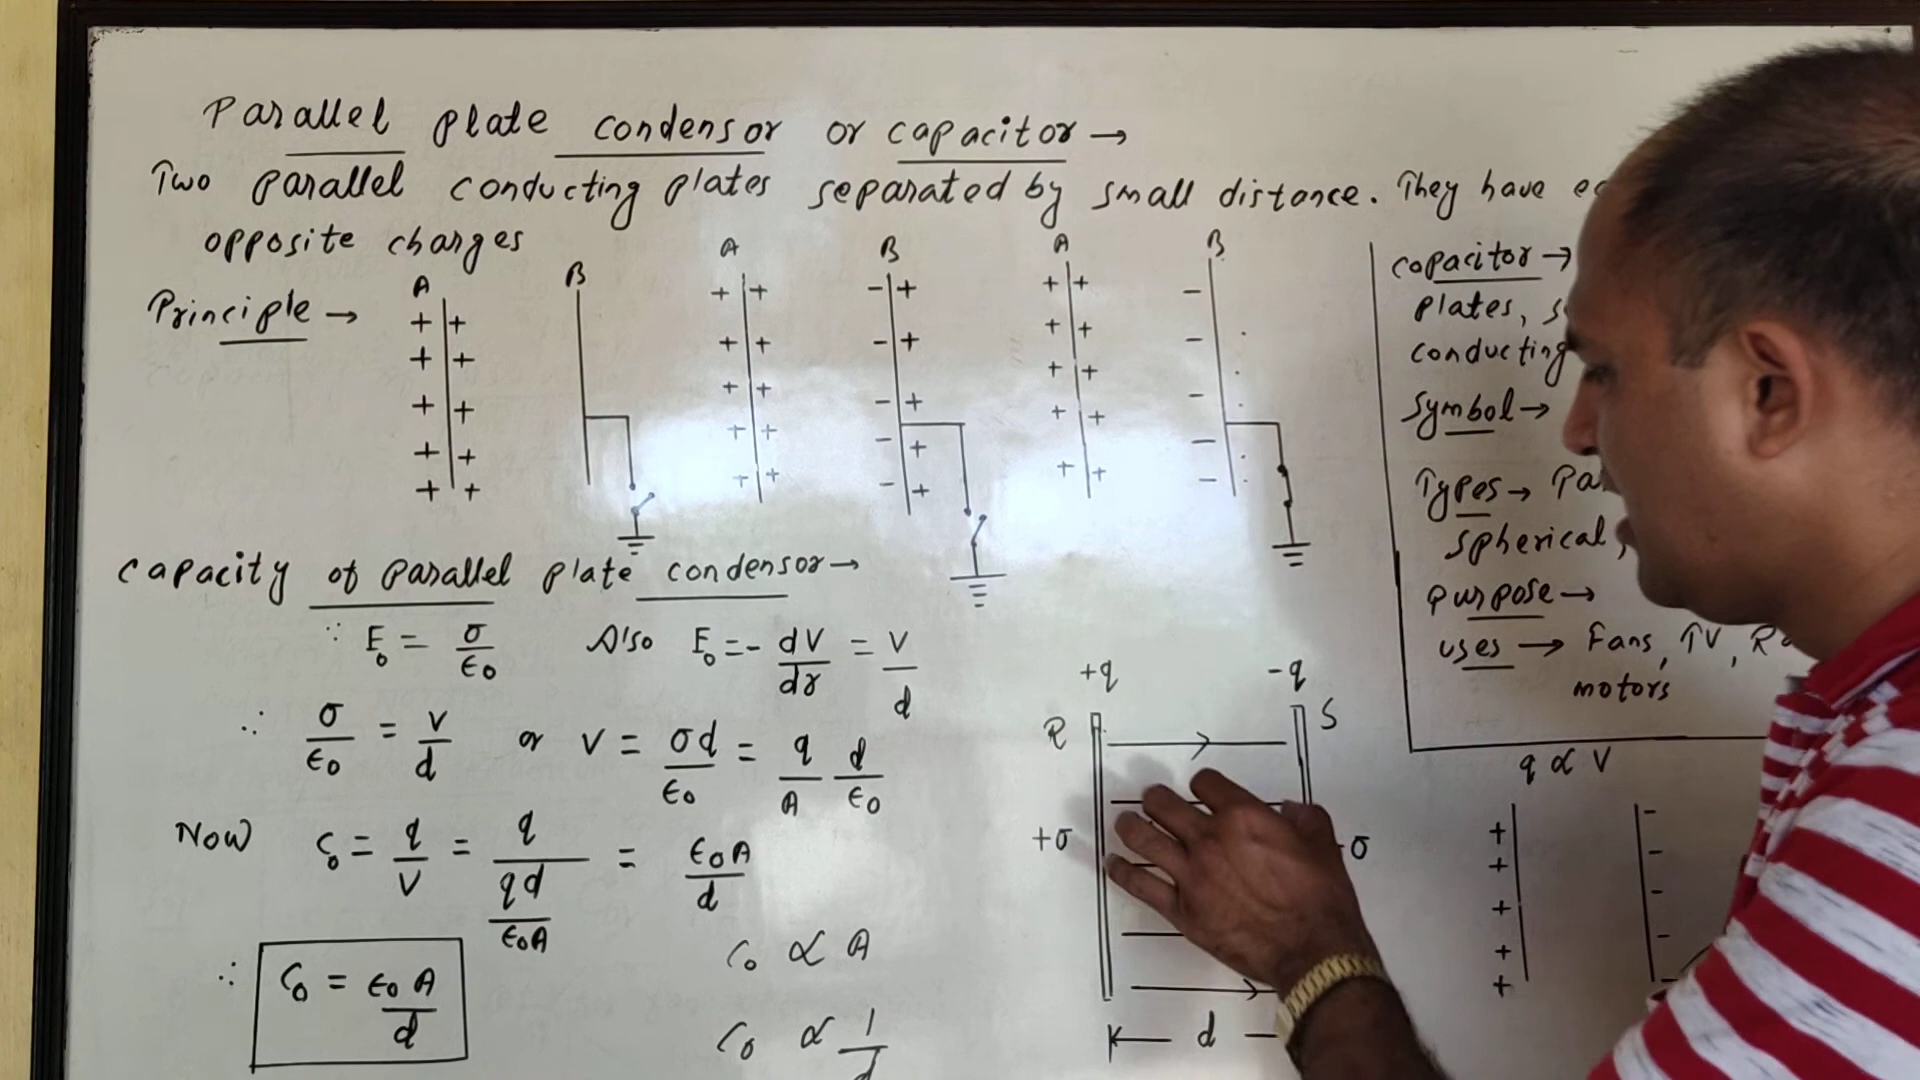 Parallel plate condensor or capacitor →
Two parallel conducting plates separated by small distance. They have
opposite charges
Principle →
A B A B A B
capacitor →
plates,
conducting
Symbol →
Types →
spherical,
purpose →
uses → Fans, TV,
motors
capacity of parallel plate condensor →
∵ E₀ = σ/ϵ₀ Also E₀ = - dV/dr = V/d
∴ σ/ϵ₀ = V/d or V = σd/ϵ₀ = q/A d/ϵ₀
Now C₀ = q/V = q/(qd/ϵ₀A) = ϵ₀A/d
∴ C₀ = ϵ₀A/d
C₀ ∝ A
C₀ ∝ 1/d
+q -q
R S
+σ -σ
d
q ∝ V